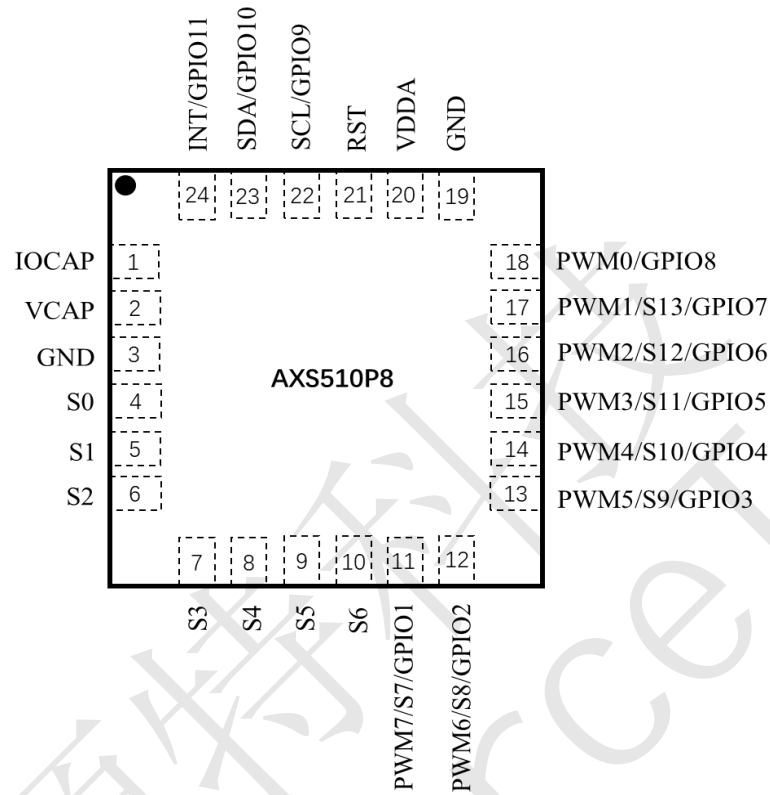 INT/GPIO11
SDA/GPIO10
SCL/GPIO9
RST
VDDA
GND
24 23 22 21 20 19
IOCAP 1 18 PWM0/GPIO8
VCAP 2 17 PWM1/S13/GPIO7
GND 3 16 PWM2/S12/GPIO6
AXS510P8
S0 4 15 PWM3/S11/GPIO5
S1 5 14 PWM4/S10/GPIO4
S2 6 13 PWM5/S9/GPIO3
7 8 9 10 11 12
S3
S4
S5
S6
PWM7/S7/GPIO1
PWM6/S8/GPIO2
特科技